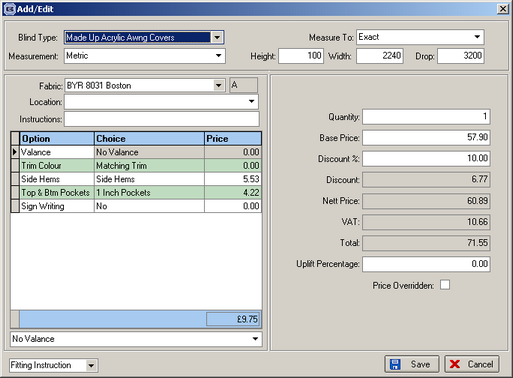 Add/Edit
Blind Type: Made Up Acrylic Awng Covers Measure To: Exact
Measurement: Metric Height: 100 Width: 2240 Drop: 3200
Fabric: BYR 8031 Boston A
Location:
Instructions:
Option Choice Price
Valance No Valance 0.00
Trim Colour Matching Trim 0.00
Side Hems Side Hems 5.53
Top & Btm Pockets 1 Inch Pockets 4.22
Sign Writing No 0.00
£9.75
No Valance
Quantity: 1
Base Price: 57.90
Discount %: 10.00
Discount: 6.77
Nett Price: 60.89
VAT: 10.66
Total: 71.55
Uplift Percentage: 0.00
Price Overridden:
Fitting Instruction Save Cancel